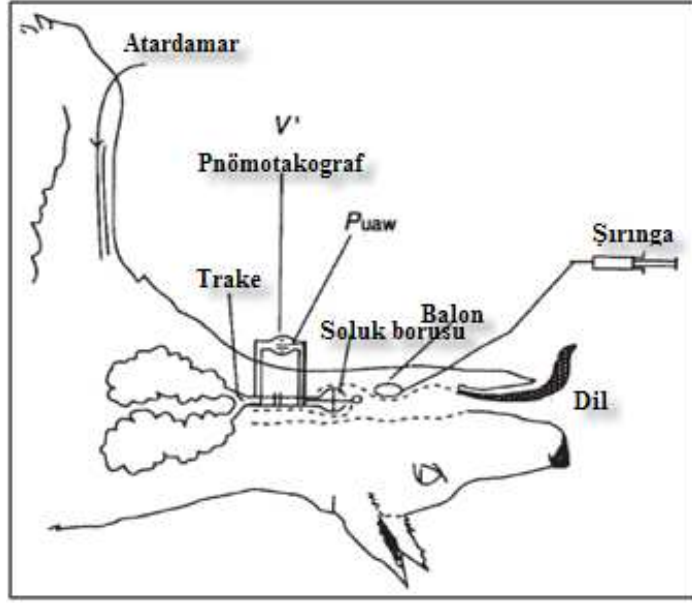 Atardamar
V'
Pnömotakograf
Puaw
Şırınga
Trake
Balon
Soluk borusu
Dil